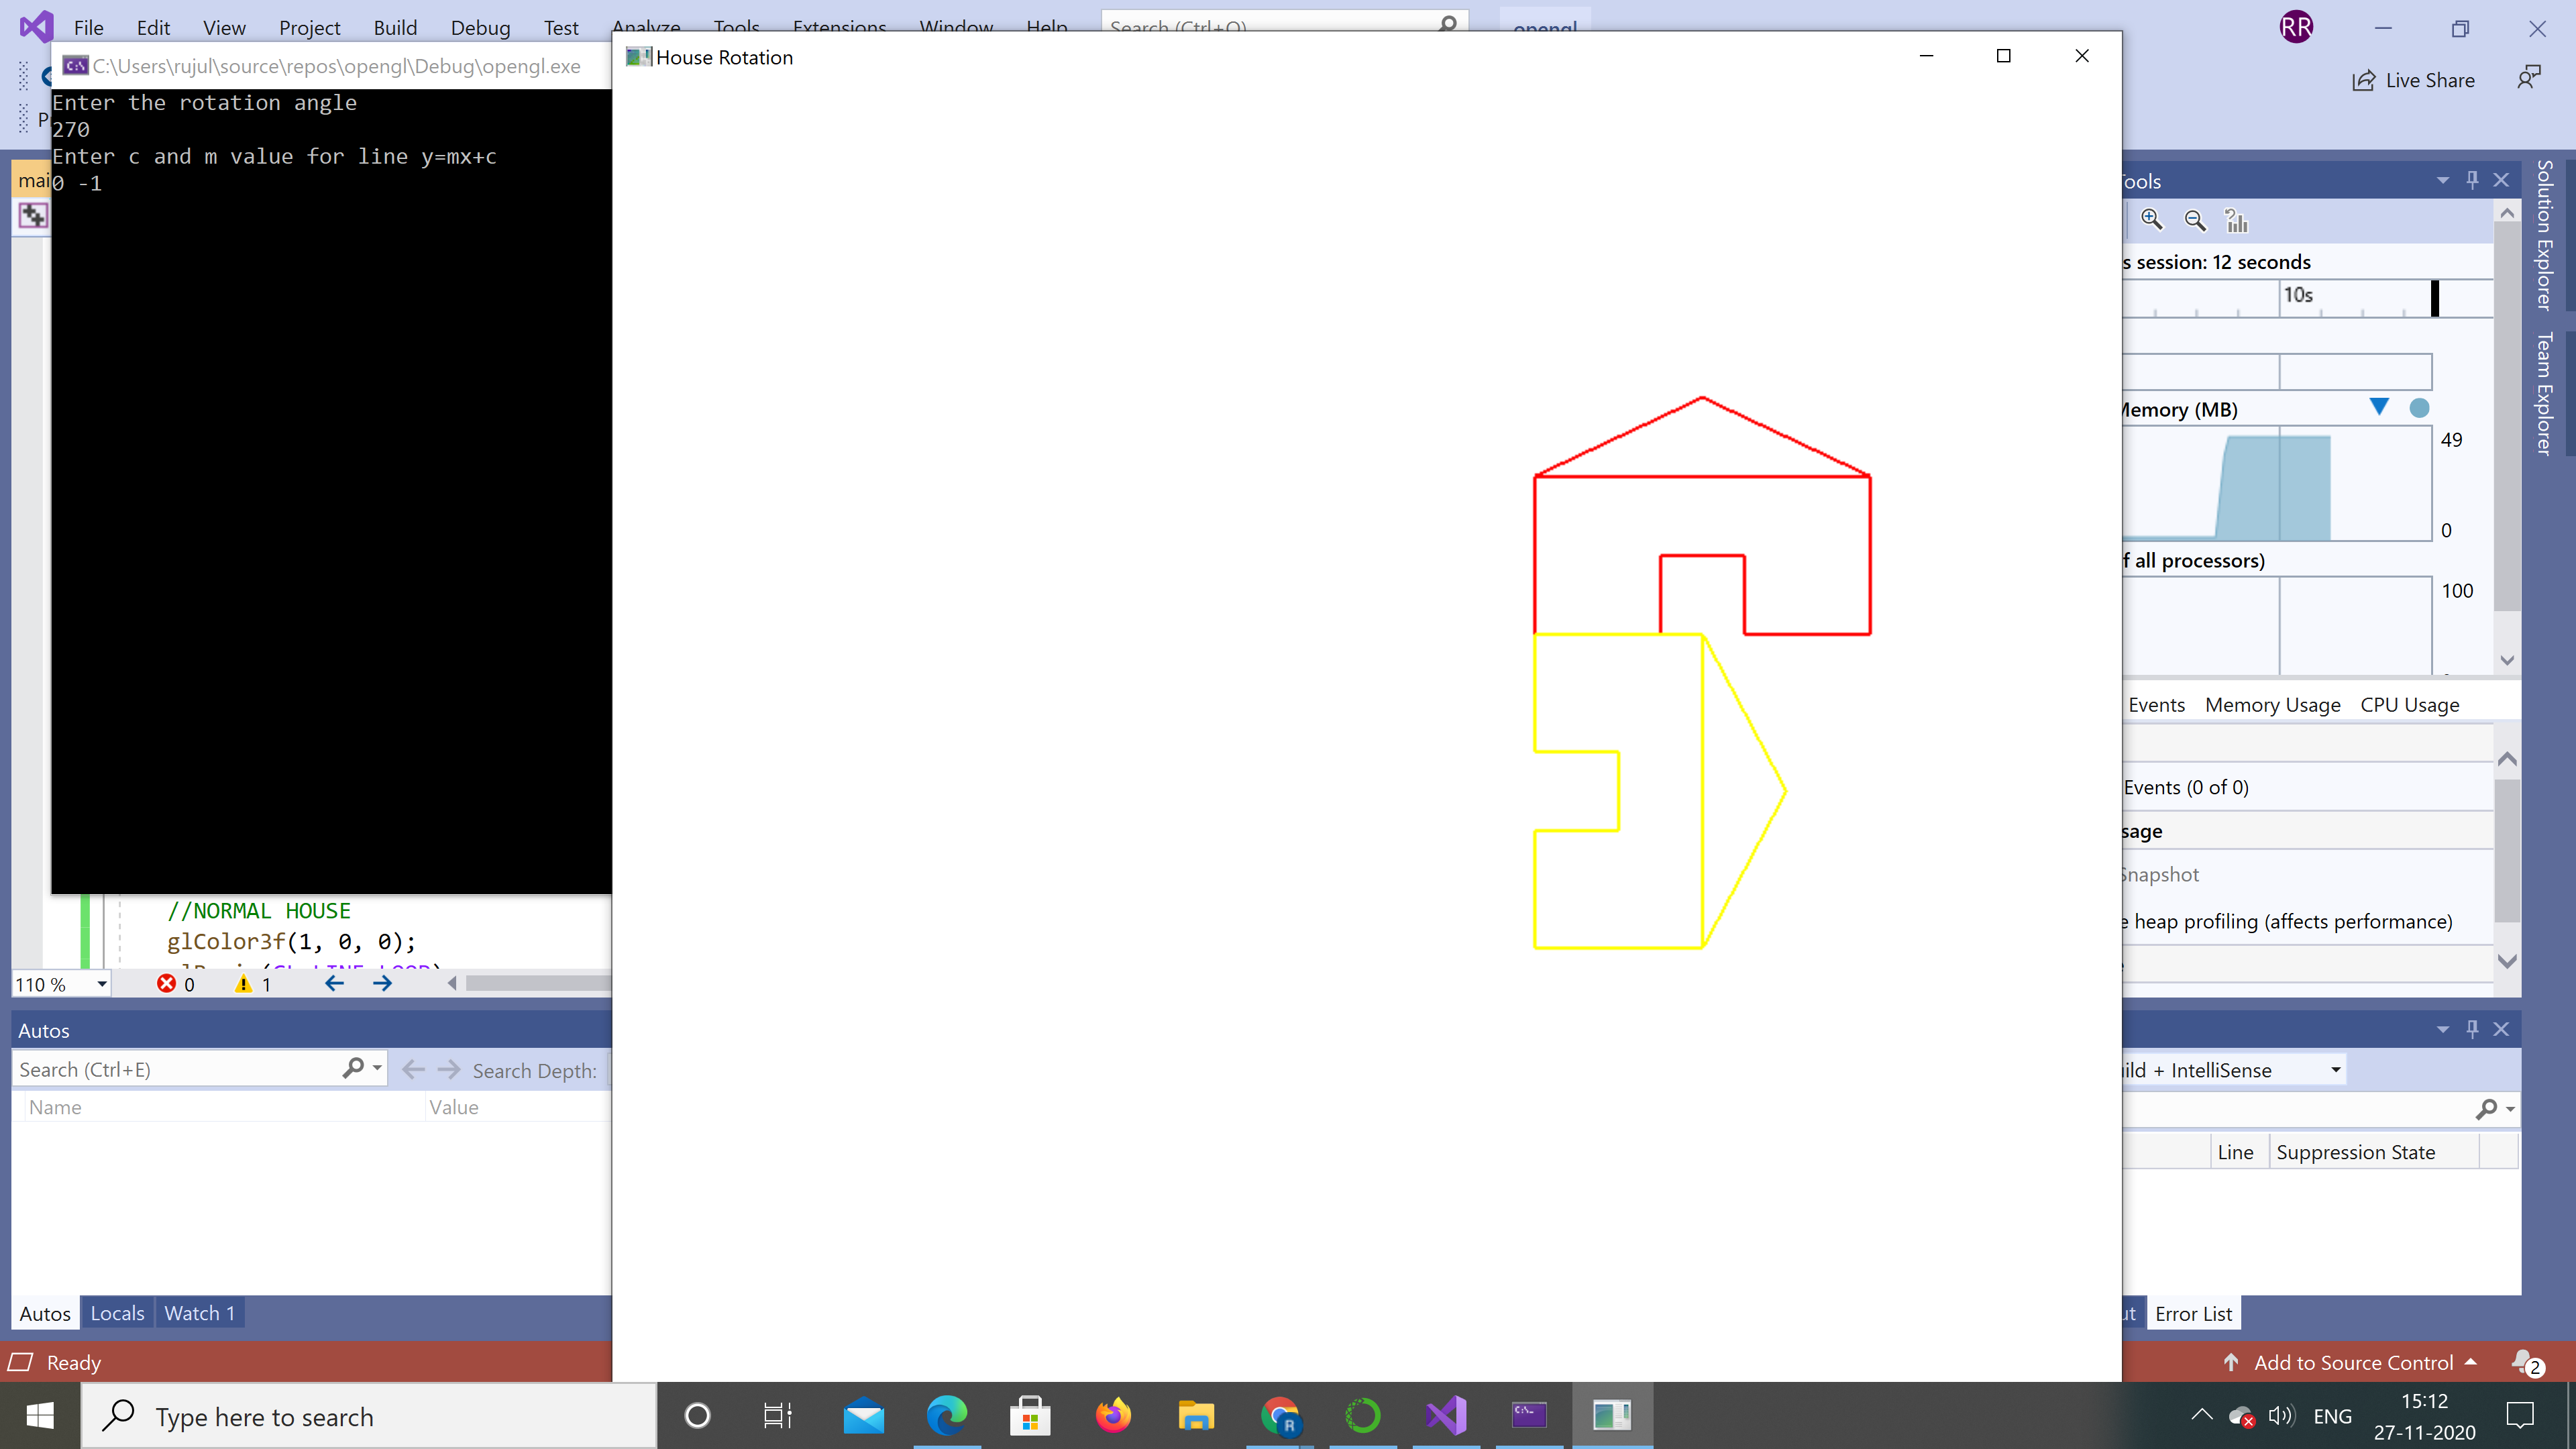 File Edit View Project Build Debug Test Analyze Tools Extensions Window Help Search (Ctrl+Q) opengl RR
C:\Users\rujul\source\repos\opengl\Debug\opengl.exe
House Rotation
Live Share
Enter the rotation angle
270
Enter c and m value for line y=mx+c
0 -1
Tools
s session: 12 seconds
10s
Memory (MB)
49
0
f all processors)
100
Events Memory Usage CPU Usage
Events (0 of 0)
sage
Snapshot
e heap profiling (affects performance)
Solution Explorer
Team Explorer
//NORMAL HOUSE
glColor3f(1, 0, 0);
110 % 0 1
Autos
Search (Ctrl+E) Search Depth:
Name Value
ild + IntelliSense
Line Suppression State
Autos Locals Watch 1
ut Error List
Ready
Add to Source Control 2
Type here to search
R
ENG
15:12
27-11-2020